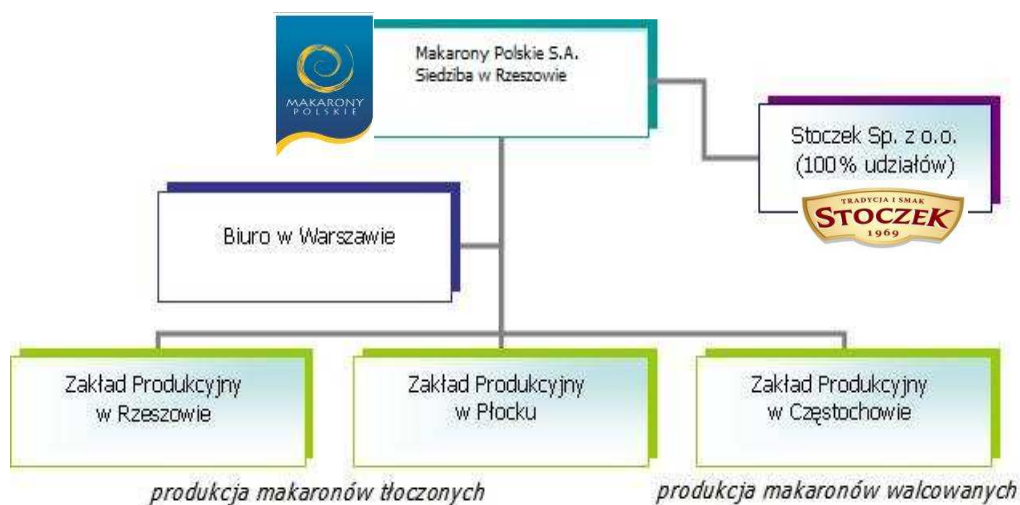 MAKARONY
POLSKIE
Makarony Polskie S.A.
Siedziba w Rzeszowie
Stoczek Sp. z o.o.
(100% udziałów)
TRADYCJA I SMAK
STOCZEK
1969
Biuro w Warszawie
Zakład Produkcyjny
w Rzeszowie
Zakład Produkcyjny
w Płocku
Zakład Produkcyjny
w Częstochowie
produkcja makaronów tłoczonych
produkcja makaronów walcowanych